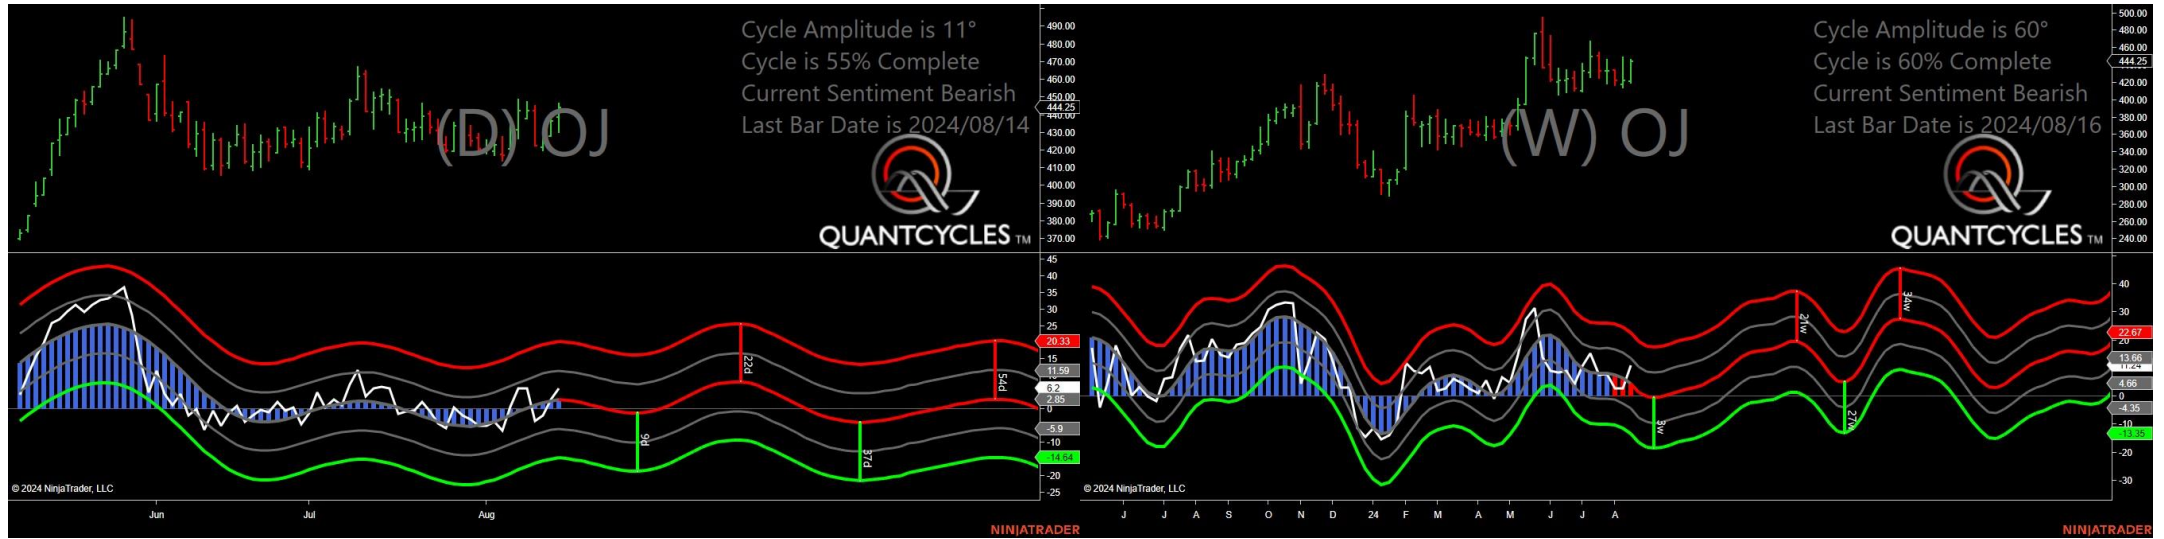 Cycle Amplitude is 11°
Cycle is 55% Complete
Current Sentiment Bearish
Last Bar Date is 2024/08/14
(D) OJ
QUANTCYCLES TM
490.00
480.00
470.00
460.00
444.25
440.00
430.00
420.00
410.00
400.00
390.00
380.00
370.00
45
40
35
30
25
20.33
15
11.59
6.2
2.85
0
-5.9
-10
-14.64
-20
-25
22d
54d
9d
37d
© 2024 NinjaTrader, LLC
Jun Jul Aug
NINJATRADER
Cycle Amplitude is 60°
Cycle is 60% Complete
Current Sentiment Bearish
Last Bar Date is 2024/08/16
(W) OJ
QUANTCYCLES TM
500.00
480.00
460.00
444.25
420.00
400.00
380.00
360.00
340.00
320.00
300.00
280.00
260.00
240.00
40
30
22.67
20
13.66
11.24
4.66
0
-4.35
-10
-13.35
-20
-30
21w
34w
3w
27w
© 2024 NinjaTrader, LLC
J J A S O N D 24 F M A M J J A
NINJATRADER